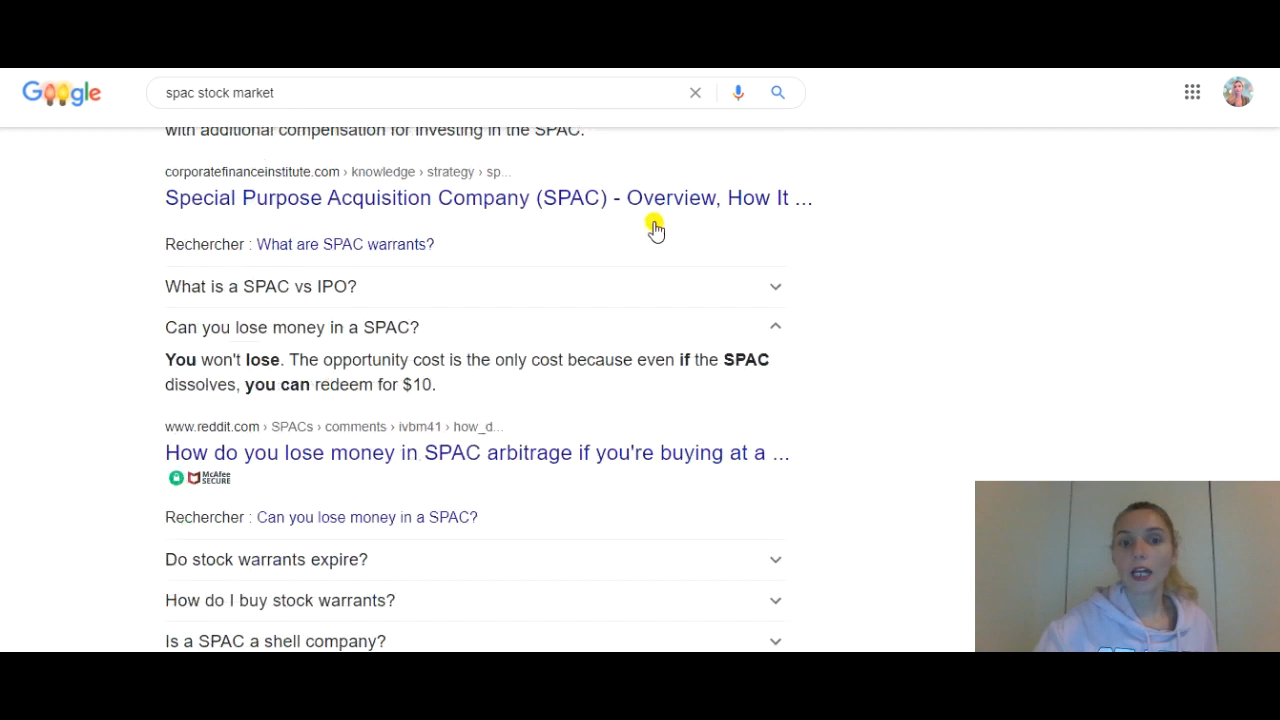 Google
spac stock market
with additional compensation for investing in the SPAC.
corporatefinanceinstitute.com › knowledge › strategy › sp...
Special Purpose Acquisition Company (SPAC) - Overview, How It ...
Rechercher : What are SPAC warrants?
What is a SPAC vs IPO?
Can you lose money in a SPAC?
You won't lose. The opportunity cost is the only cost because even if the SPAC
dissolves, you can redeem for $10.
www.reddit.com › SPACs › comments › ivbm41 › how_d...
How do you lose money in SPAC arbitrage if you're buying at a ...
McAfee
SECURE
Rechercher : Can you lose money in a SPAC?
Do stock warrants expire?
How do I buy stock warrants?
Is a SPAC a shell company?